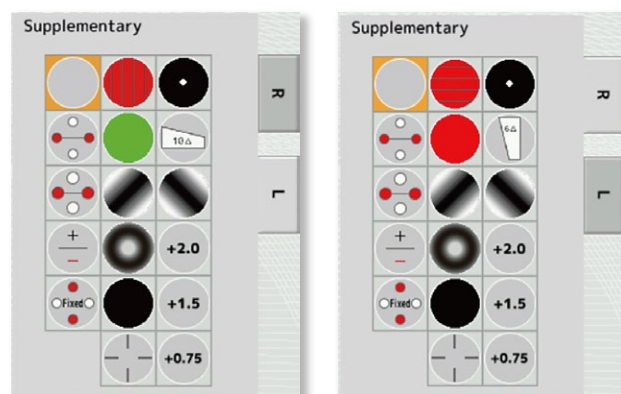 Supplementary
R
10△
L
+
−
+2.0
Fixed
+1.5
+0.75
Supplementary
R
6△
L
+
−
+2.0
Fixed
+1.5
+0.75